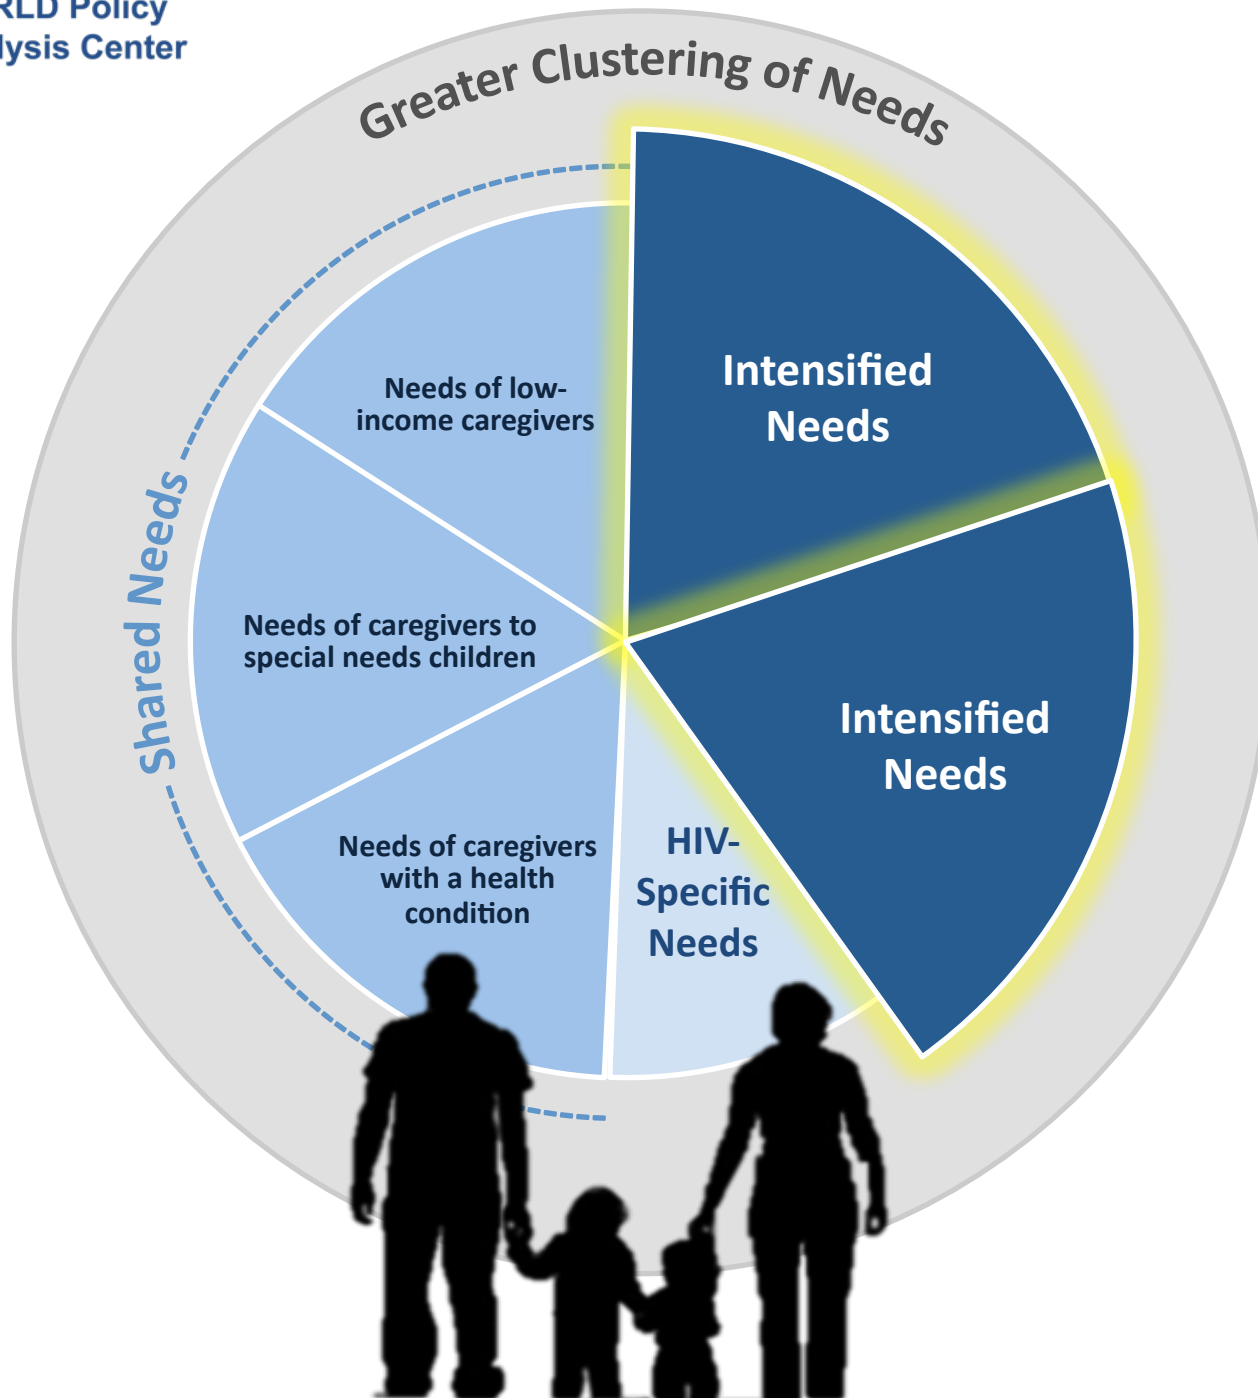 RLD Policy
lysis Center
Greater Clustering of Needs
Intensified
Needs
Needs of low-
income caregivers
Shared Needs
Needs of caregivers to
special needs children
Intensified
Needs
Needs of caregivers
with a health
condition
HIV-
Specific
Needs